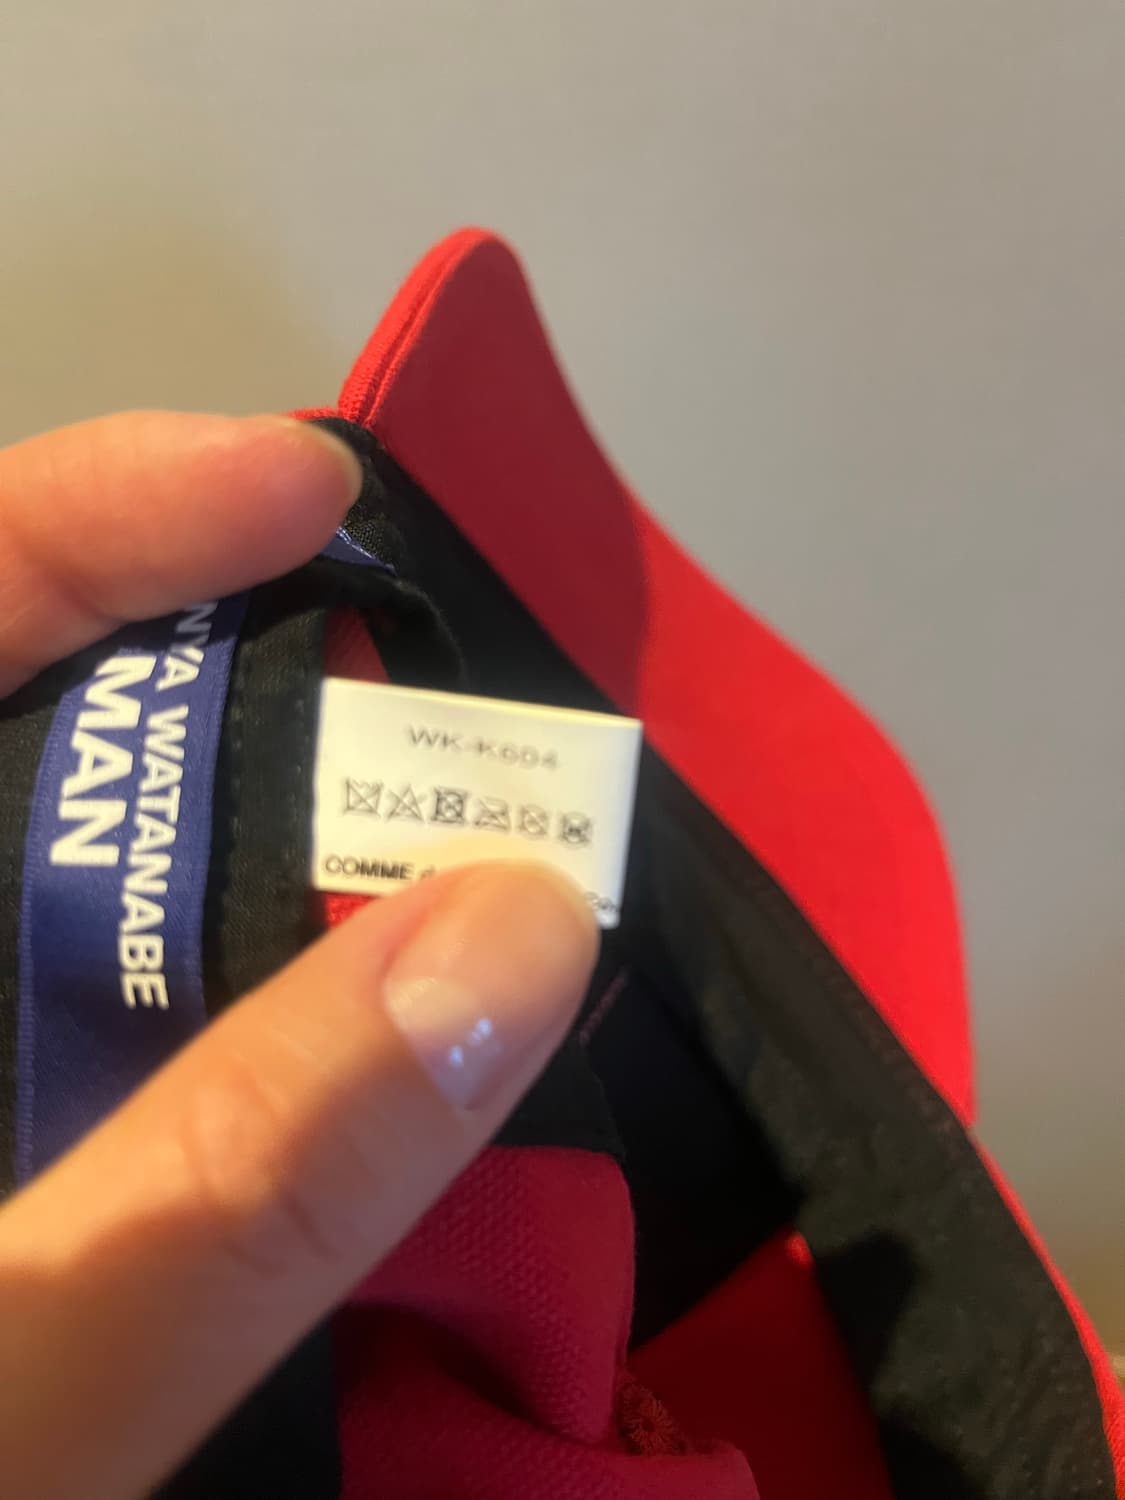 NYA WATANABE
MAN
WK-K604
COMME d